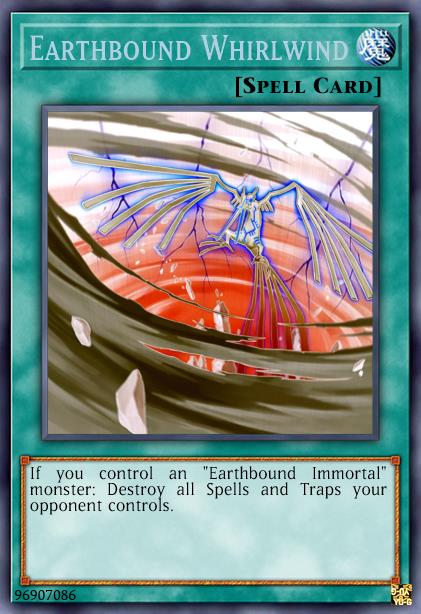 Earthbound Whirlwind
魔
[Spell Card]
If you control an "Earthbound Immortal"
monster: Destroy all Spells and Traps your
opponent controls.
96907086